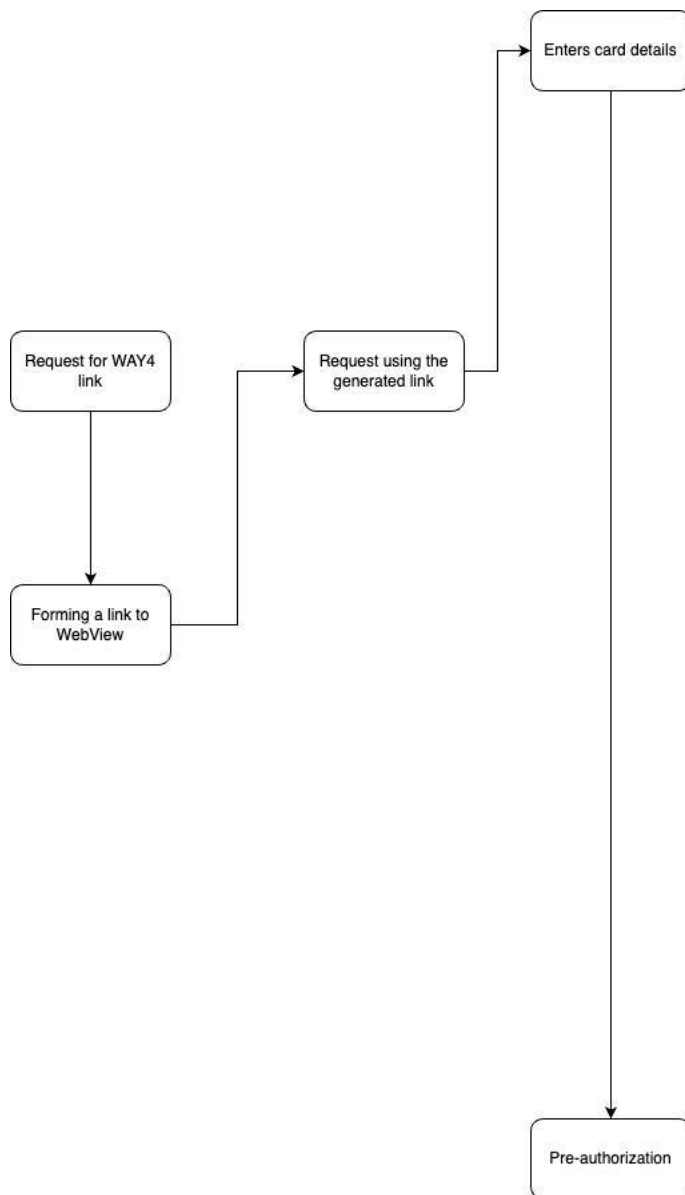 Enters card details
Request for WAY4
link
Request using the
generated link
Forming a link to
WebView
Pre-authorization